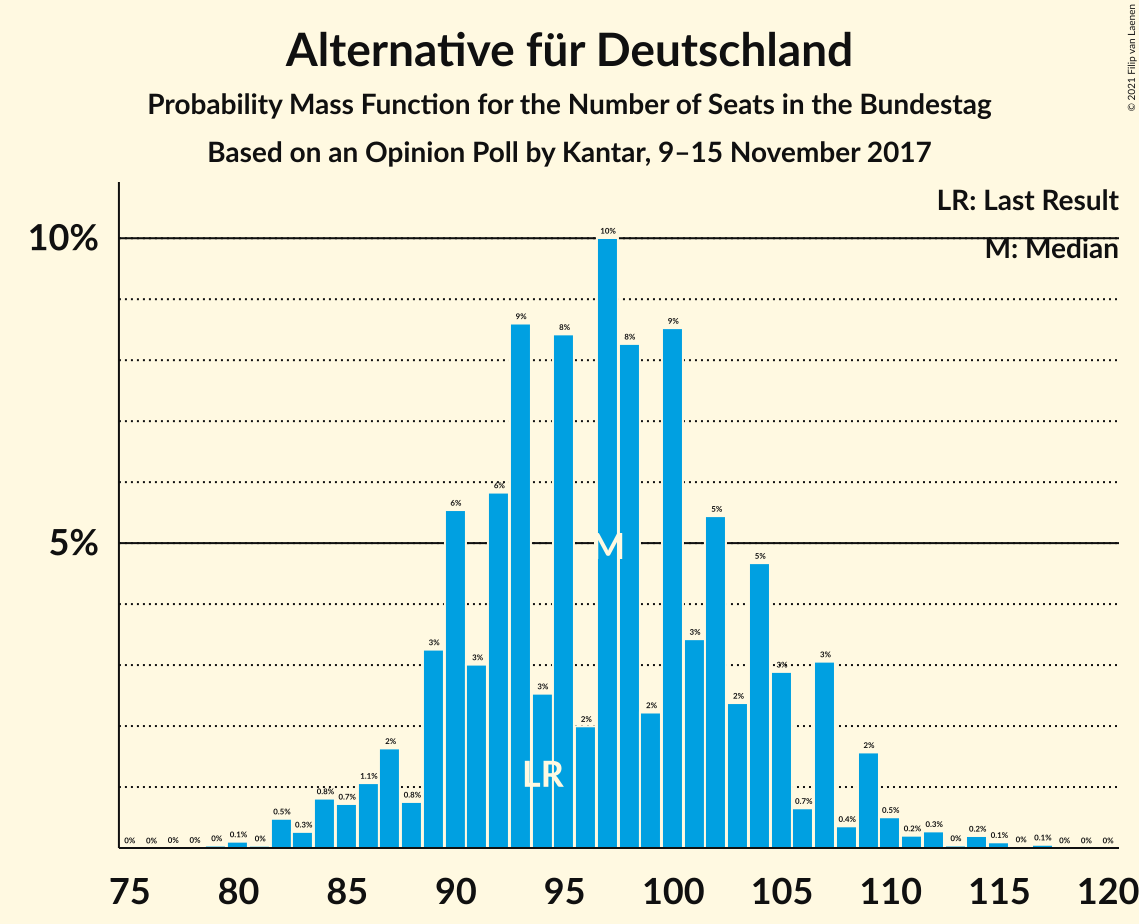 Alternative für Deutschland
Probability Mass Function for the Number of Seats in the Bundestag
Based on an Opinion Poll by Kantar, 9–15 November 2017
© 2021 Filip van Laenen
LR: Last Result
M: Median
10%
5%
0% 0% 0% 0% 0% 0.1% 0% 0.5% 0.3% 0.8% 0.7% 1.1% 2% 0.8% 3% 6% 3% 6% 9% 3% 8% 2% 10% 8% 2% 9% 3% 5% 2% 5% 3% 0.7% 3% 0.4% 2% 0.5% 0.2% 0.3% 0% 0.2% 0.1% 0% 0.1% 0% 0% 0%
M
LR
75 80 85 90 95 100 105 110 115 120